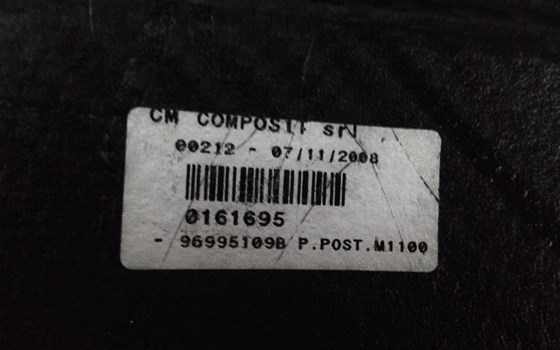 CM COMPOSITI srl
00212 - 07/11/2008
0161695
- 96995109B P.POST.M1100